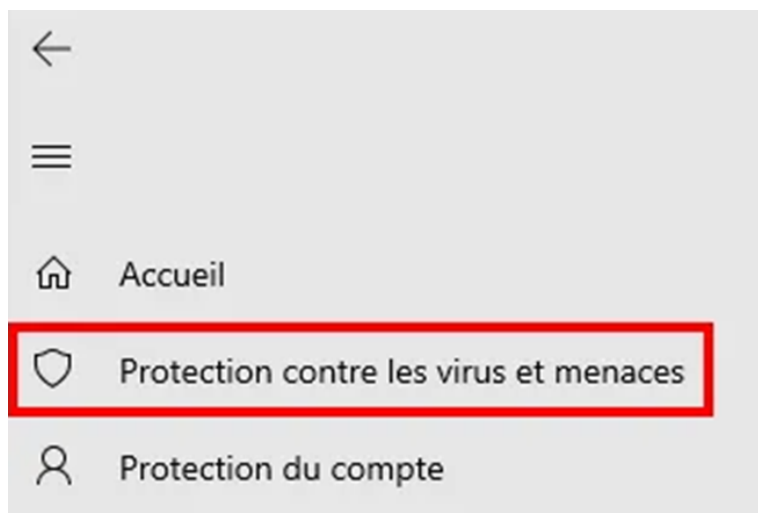 Accueil
Protection contre les virus et menaces
Protection du compte